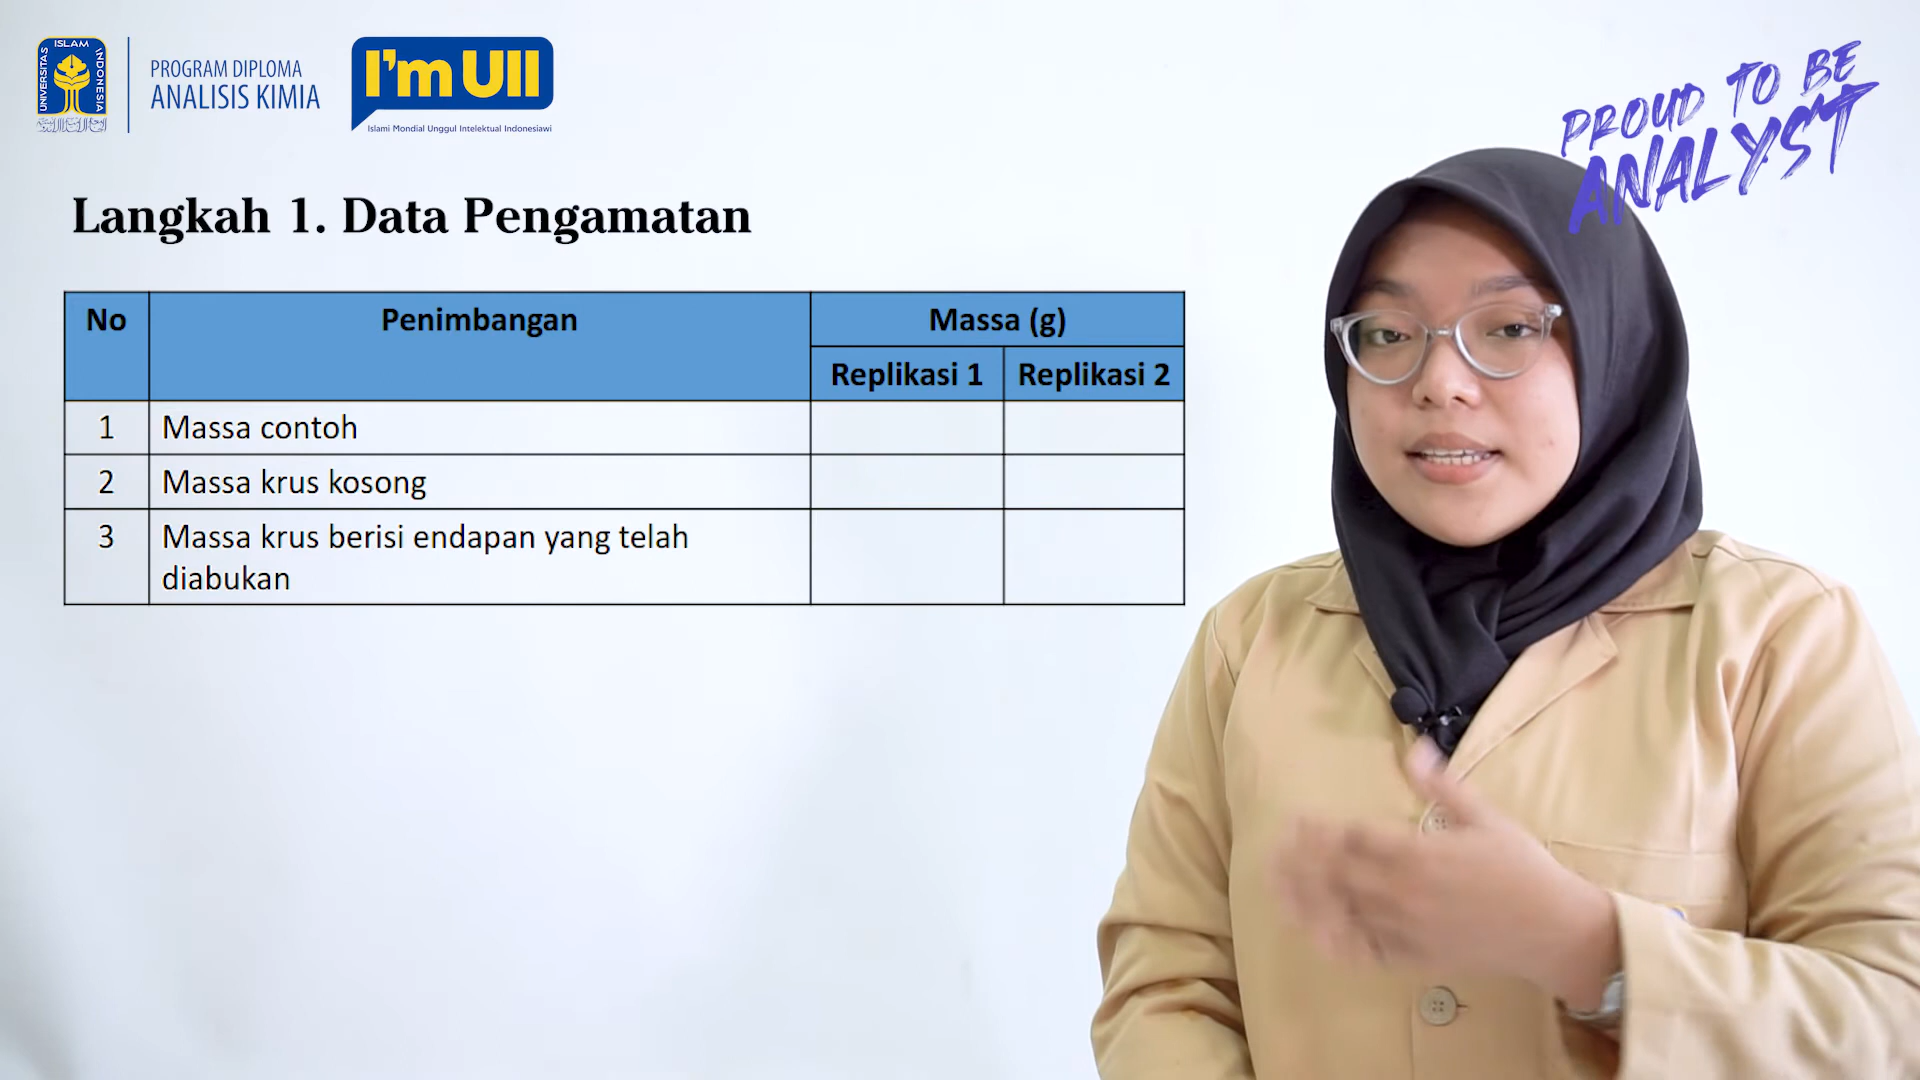 UNIVERSITAS ISLAM INDONESIA
PROGRAM DIPLOMA
ANALISIS KIMIA
I'm UII
Islami Mondial Unggul Intelektual Indonesiawi
PROUD TO BE
ANALYST
Langkah 1. Data Pengamatan
No Penimbangan Massa (g)
Replikasi 1 Replikasi 2
1 Massa contoh
2 Massa krus kosong
3 Massa krus berisi endapan yang telah
diabukan